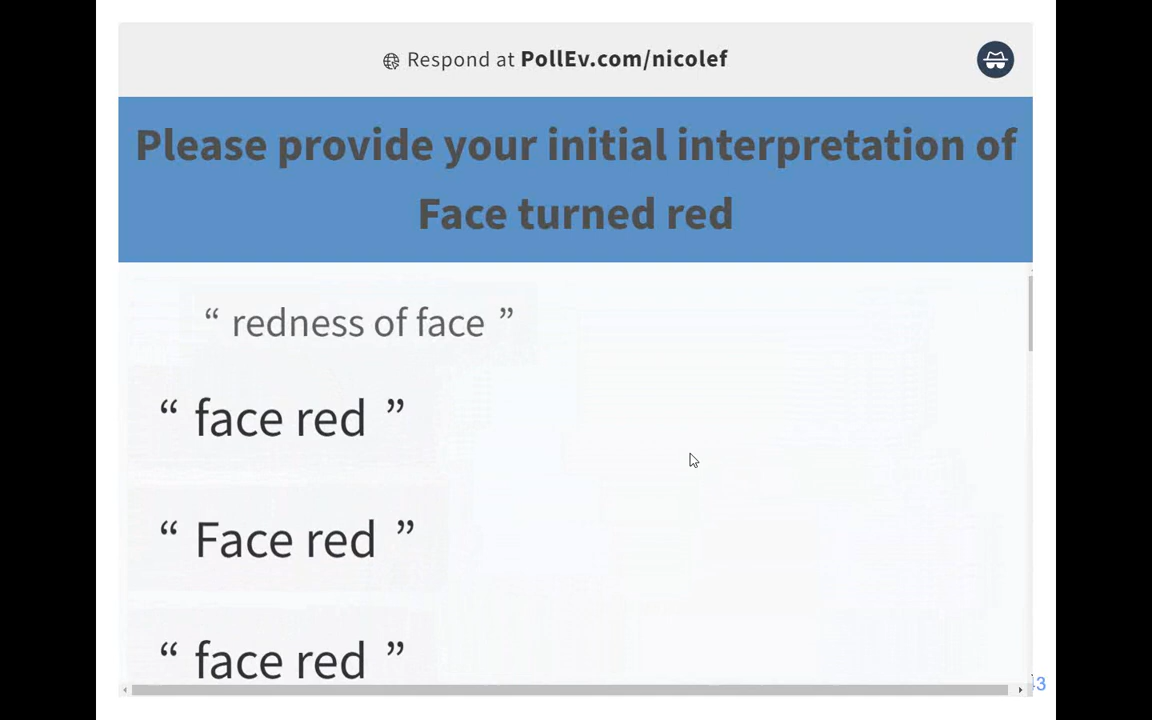 Respond at PollEv.com/nicolef
Please provide your initial interpretation of
Face turned red
“ redness of face ”
“ face red ”
“ Face red ”
“ face red ”
43